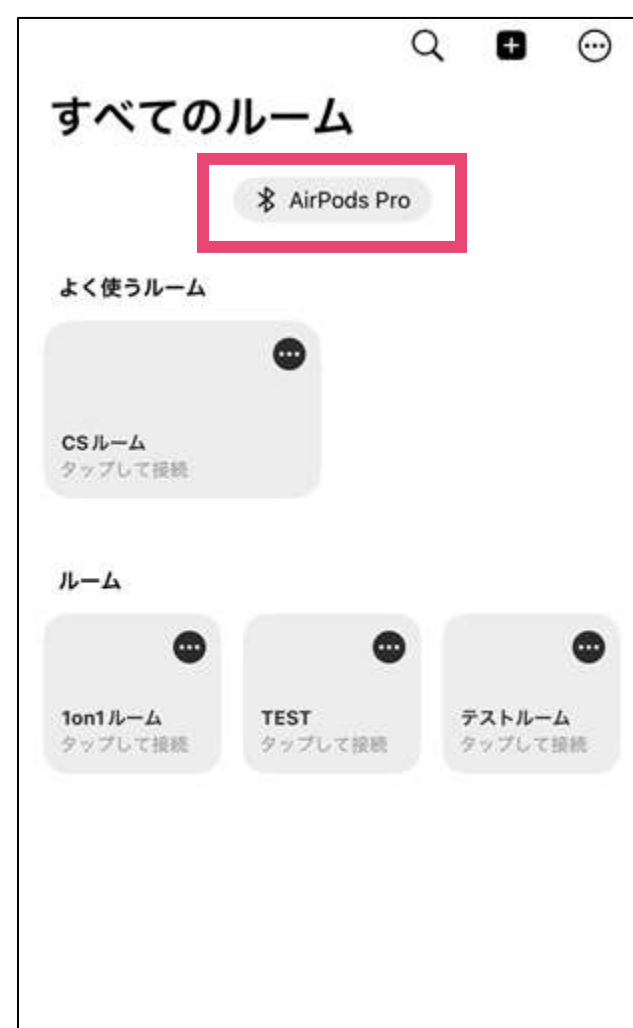 すべてのルーム
AirPods Pro
よく使うルーム
CSルーム
タップして接続
ルーム
1on1ルーム
タップして接続
TEST
タップして接続
テストルーム
タップして接続